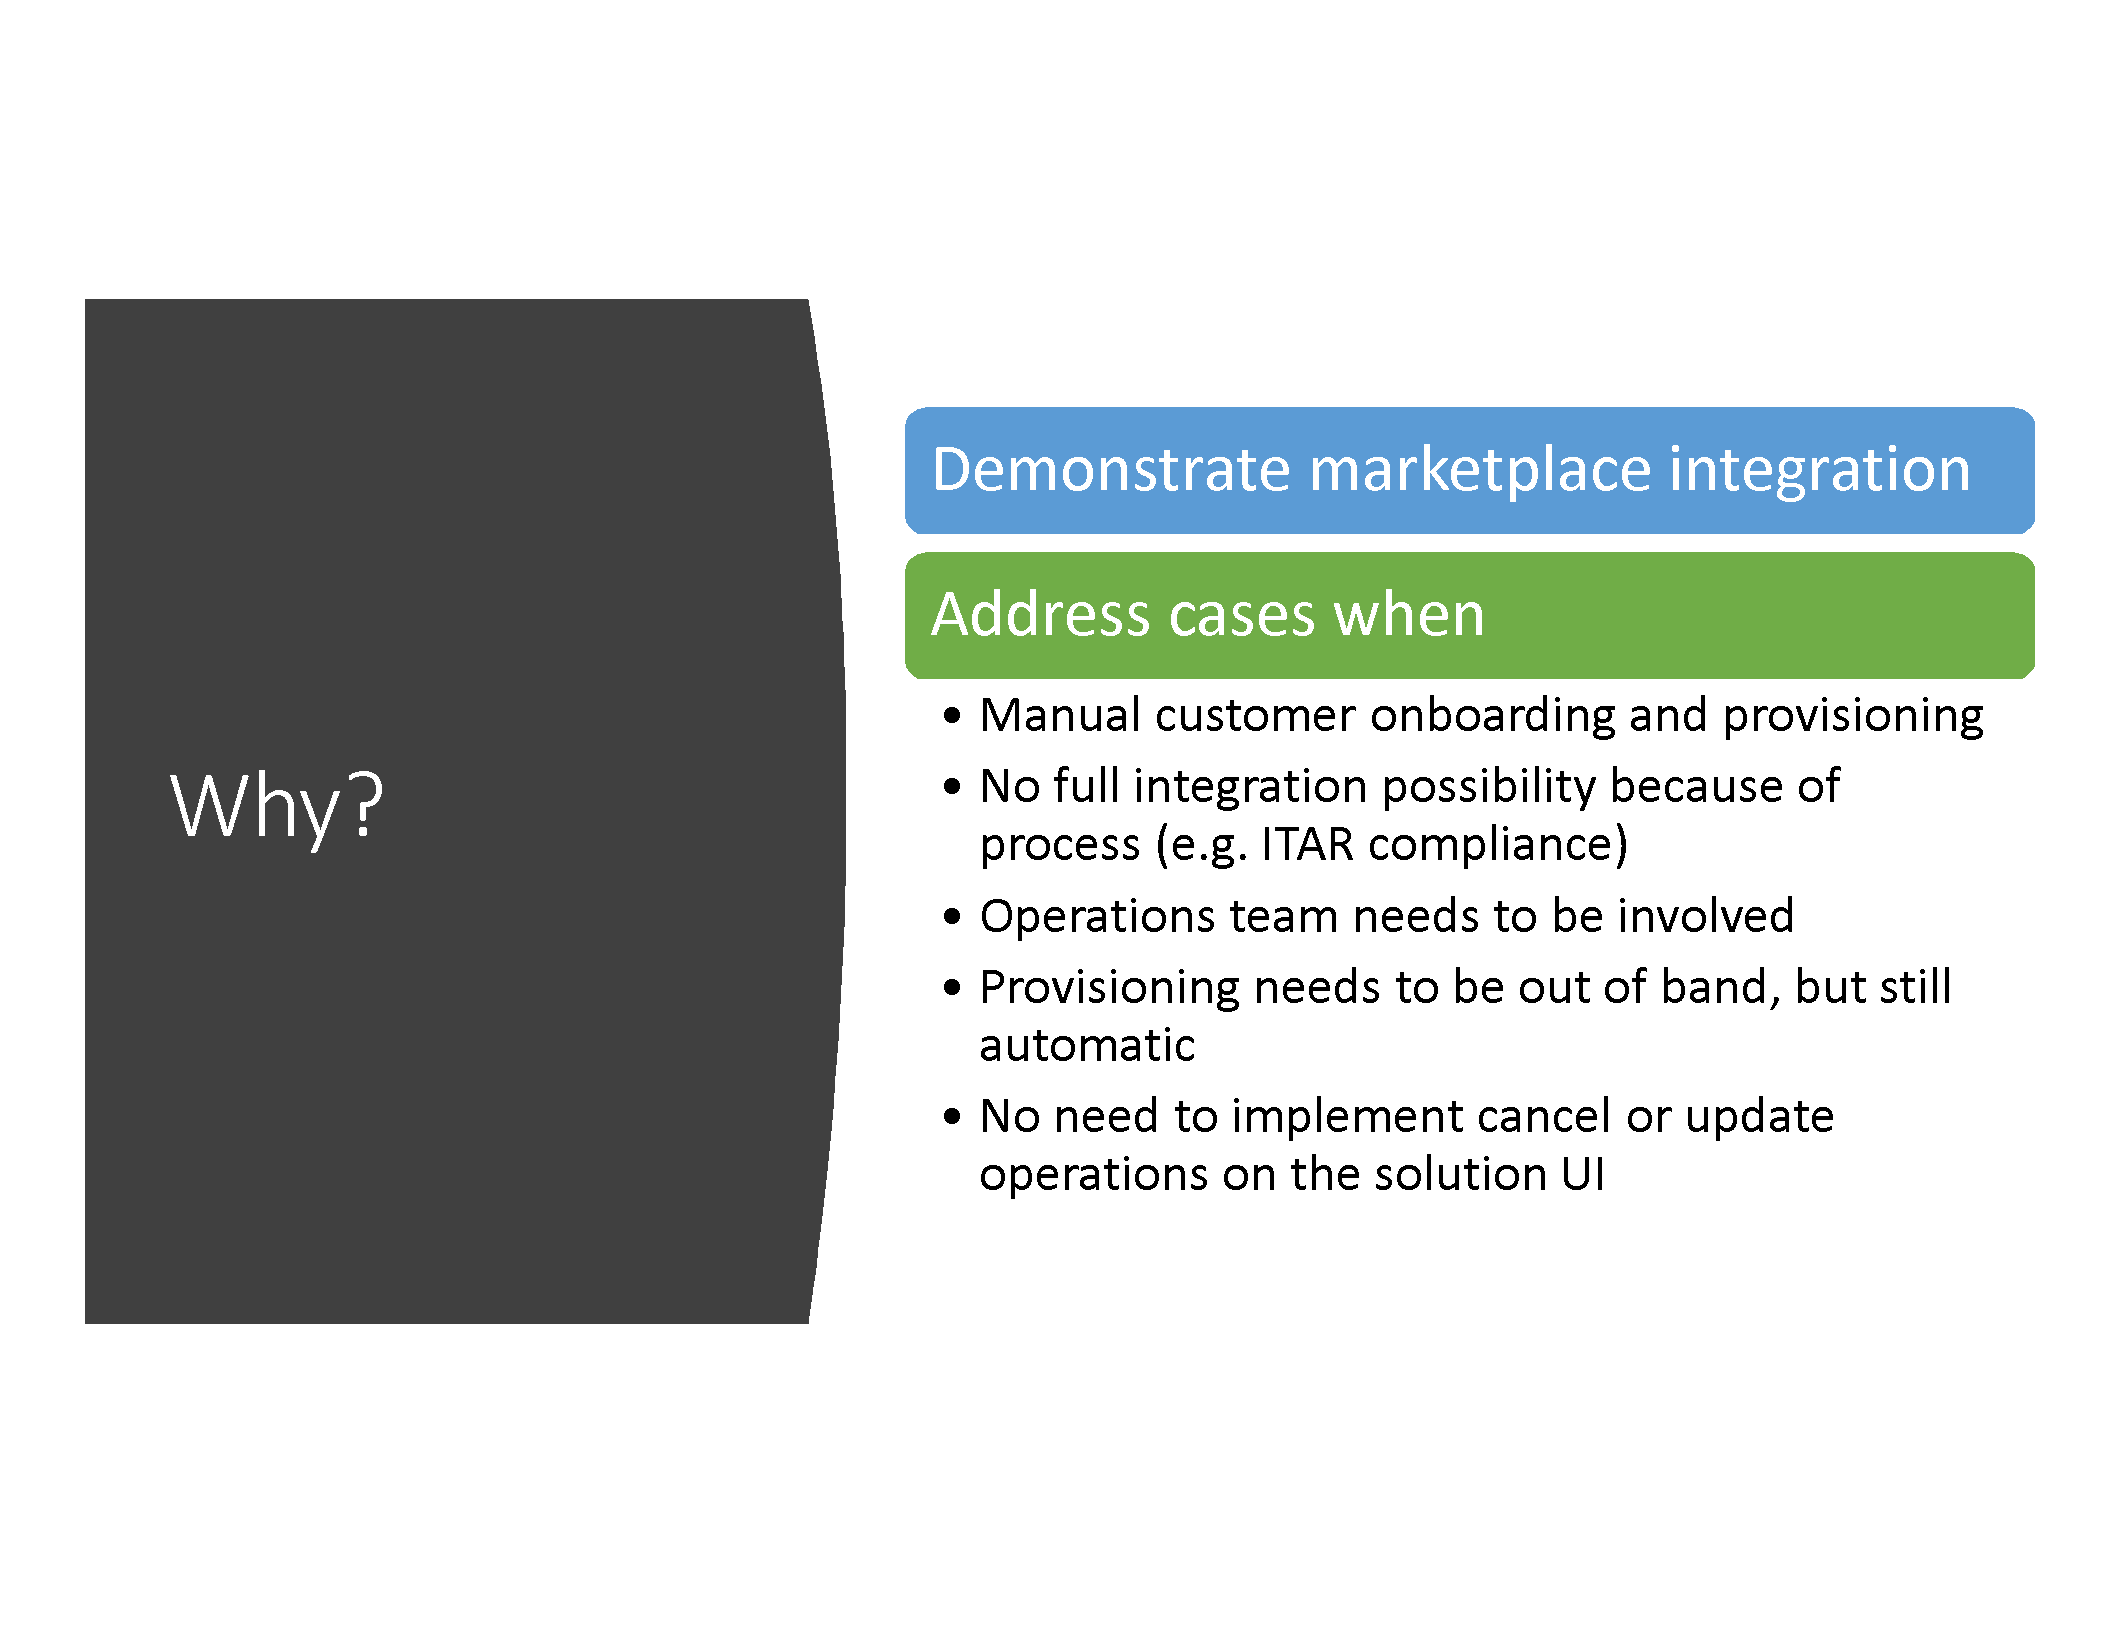 Why?
Demonstrate marketplace integration
Address cases when
• Manual customer onboarding and provisioning
• No full integration possibility because of
process (e.g. ITAR compliance)
• Operations team needs to be involved
• Provisioning needs to be out of band, but still
automatic
• No need to implement cancel or update
operations on the solution UI